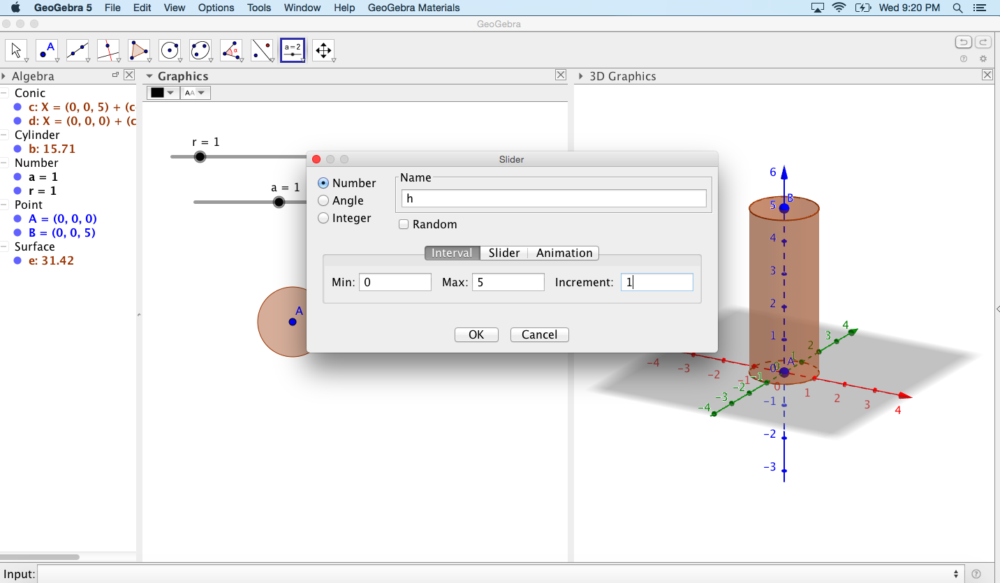 GeoGebra 5 File Edit View Options Tools Window Help GeoGebra Materials Wed 9:20 PM
GeoGebra
A
α
a=2
Algebra
Graphics
3D Graphics
AA
Conic
c: X = (0, 0, 5) + (c
d: X = (0, 0, 0) + (c
Cylinder
b: 15.71
Number
a = 1
r = 1
Point
A = (0, 0, 0)
B = (0, 0, 5)
Surface
e: 31.42
r = 1
a = 1
A
Slider
Number
Angle
Integer
Name
h
Random
Interval Slider Animation
Min: 0 Max: 5 Increment: 1
OK Cancel
6
B
5
4
3
2
1
0
A
-1
-2
-3
-4 -3 -2 -1 0 1 2 3 4
-4 -3 -2 -1 0 1 2 3 4
Input: